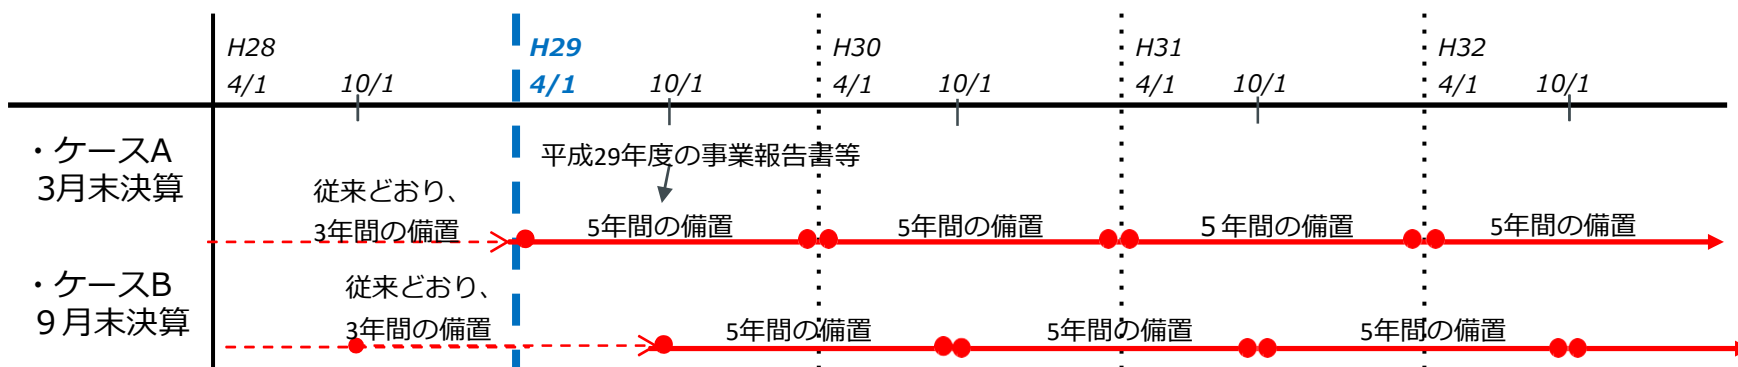 H28 H29 H30 H31 H32
4/1 10/1 4/1 10/1 4/1 10/1 4/1 10/1 4/1 10/1
・ケースA
3月末決算
平成29年度の事業報告書等
従来どおり、
3年間の備置
5年間の備置 5年間の備置 ５年間の備置 5年間の備置
・ケースB
９月末決算
従来どおり、
3年間の備置
5年間の備置 5年間の備置 5年間の備置